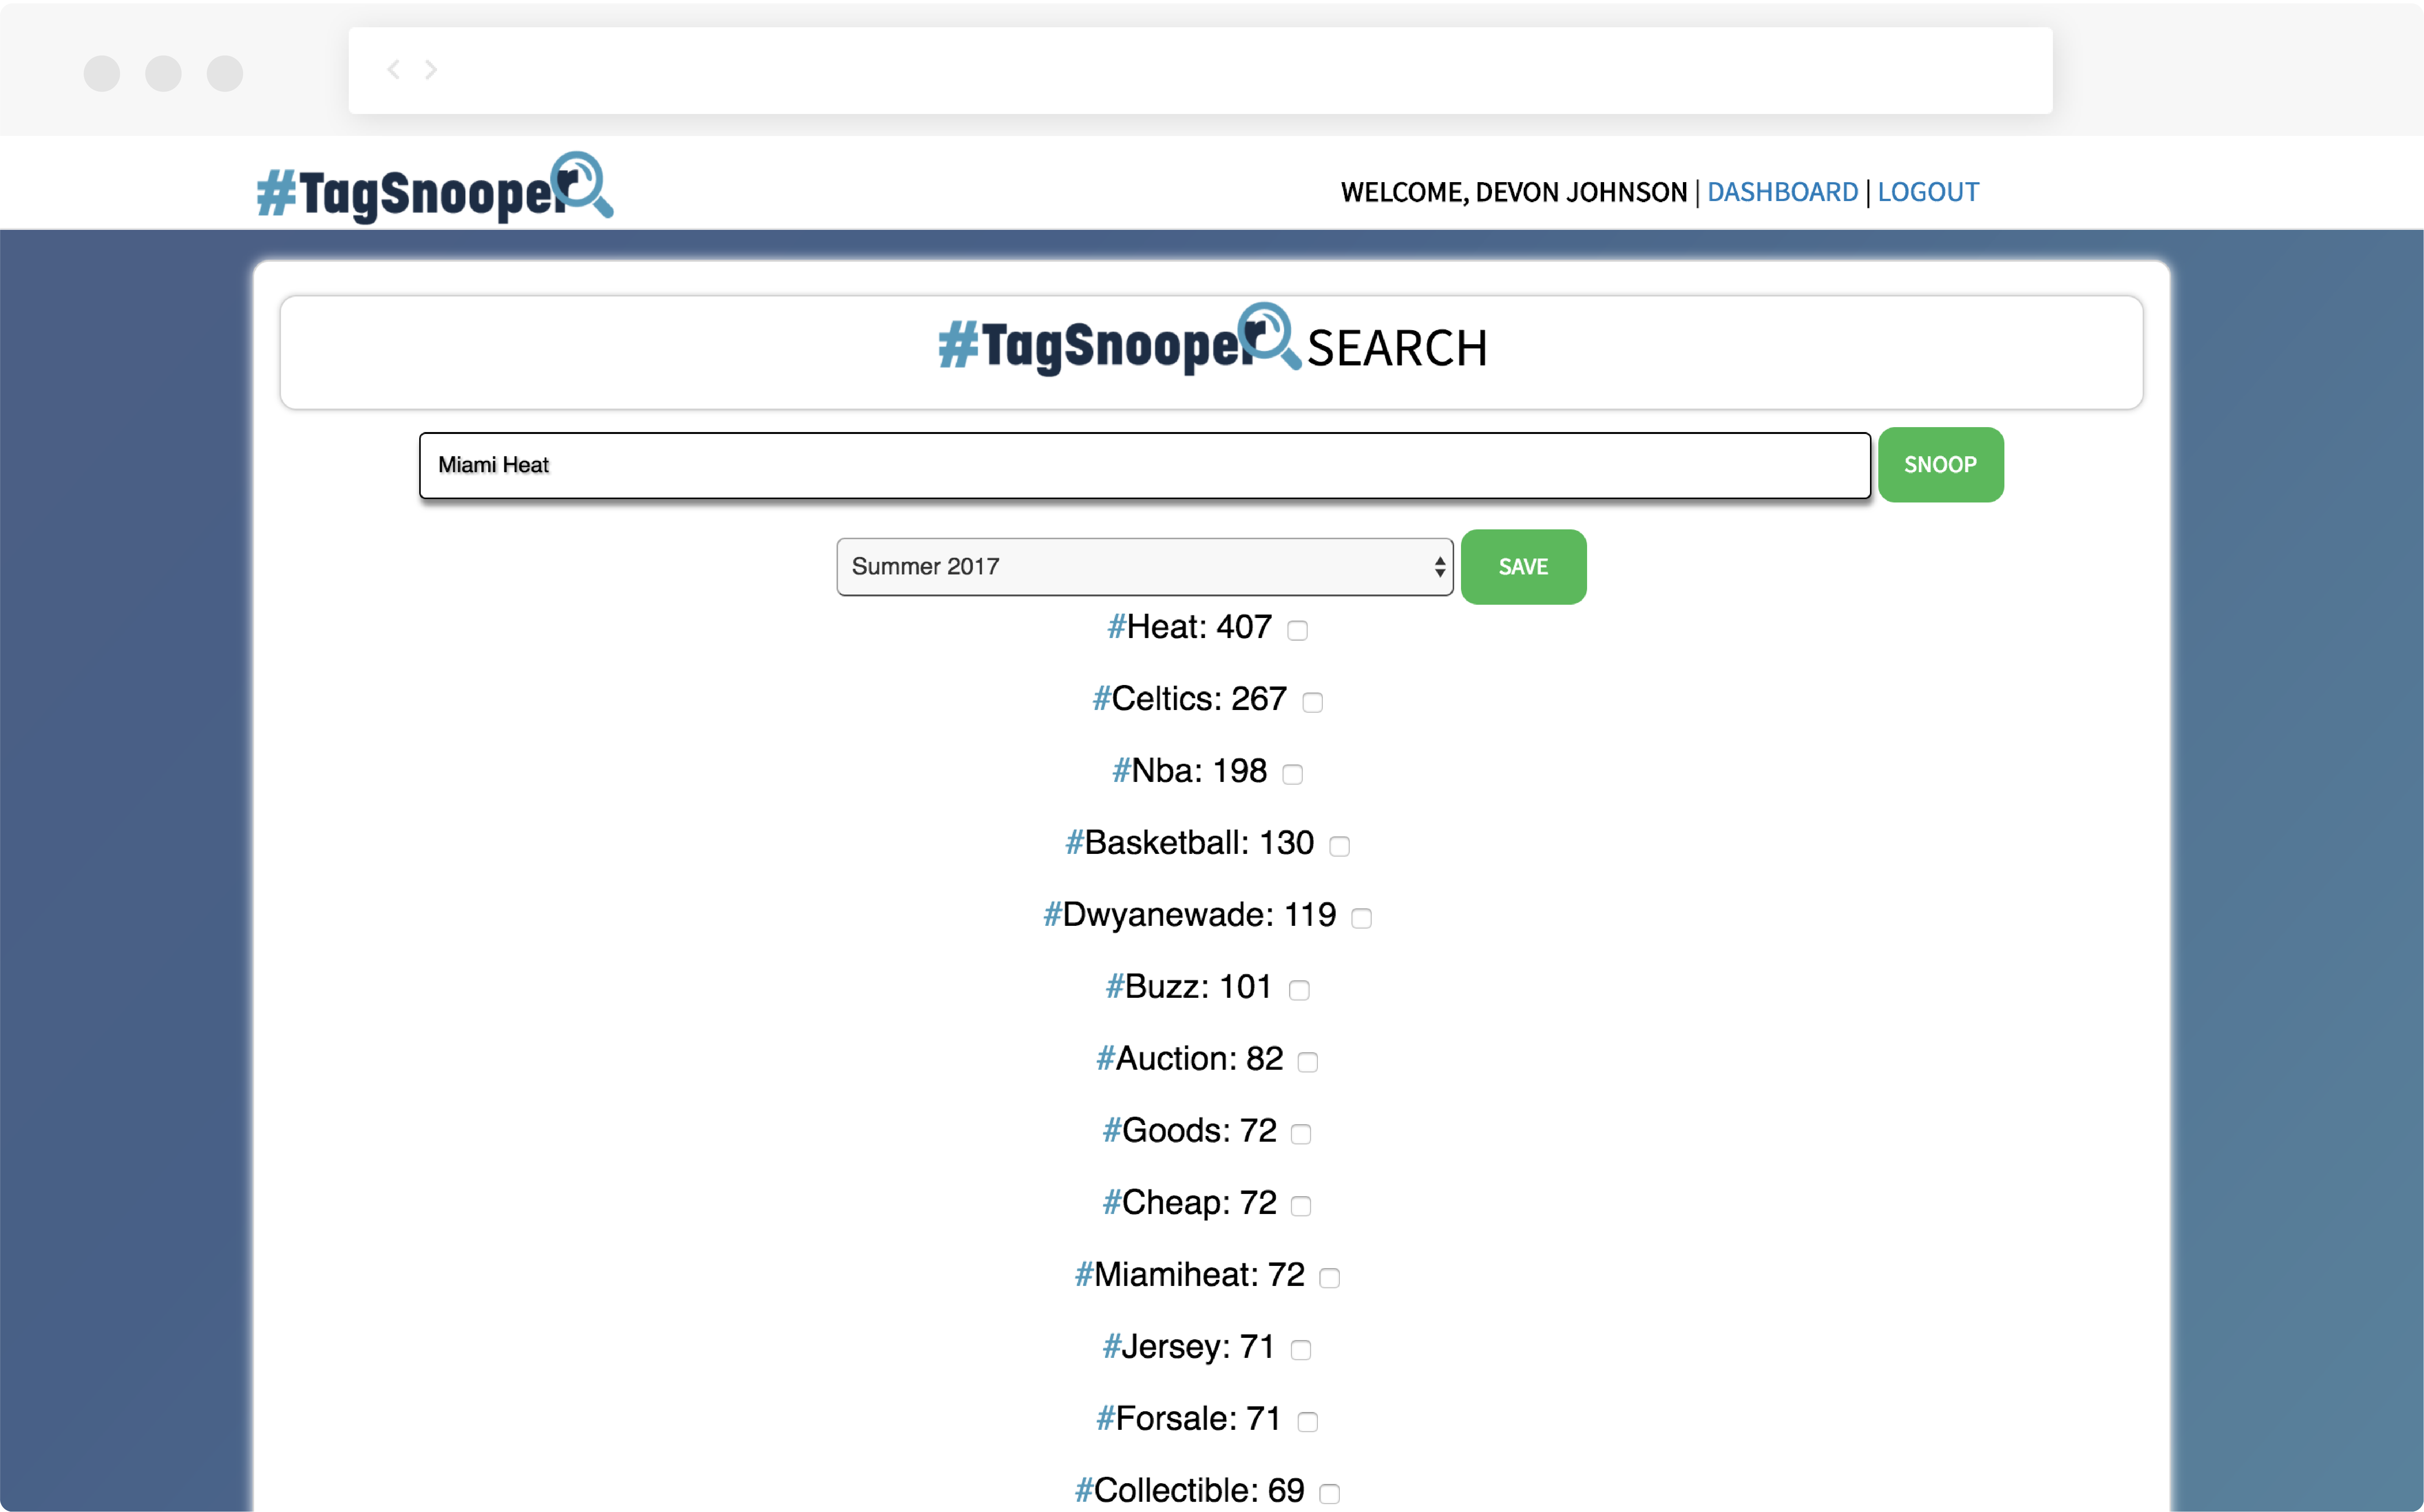 #TagSnooper
WELCOME, DEVON JOHNSON | DASHBOARD | LOGOUT
#TagSnooper SEARCH
Miami Heat
SNOOP
Summer 2017
SAVE
#Heat: 407
#Celtics: 267
#Nba: 198
#Basketball: 130
#Dwyanewade: 119
#Buzz: 101
#Auction: 82
#Goods: 72
#Cheap: 72
#Miamiheat: 72
#Jersey: 71
#Forsale: 71
#Collectible: 69